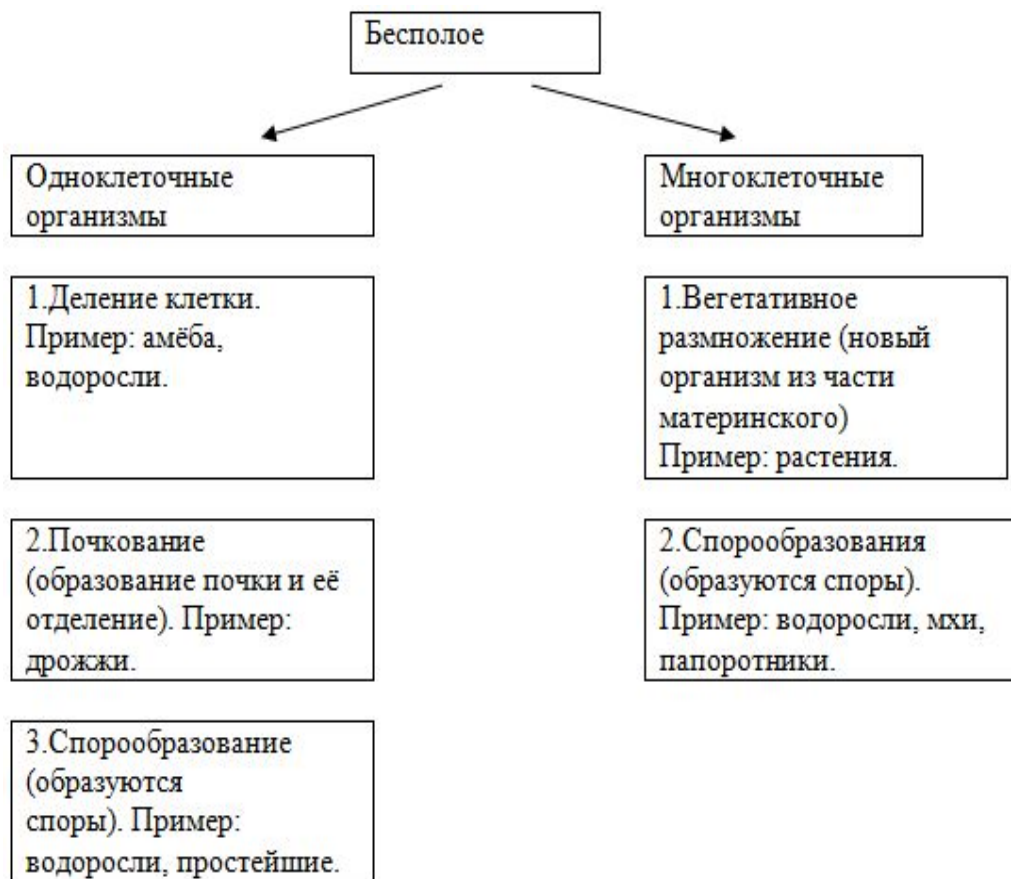 Бесполое
Одноклеточные
организмы
Многоклеточные
организмы
1.Деление клетки.
Пример: амёба,
водоросли.
1.Вегетативное
размножение (новый
организм из части
материнского)
Пример: растения.
2.Почкование
(образование почки и её
отделение). Пример:
дрожжи.
2.Спорообразования
(образуются споры).
Пример: водоросли, мхи,
папоротники.
3.Спорообразование
(образуются
споры). Пример:
водоросли, простейшие.